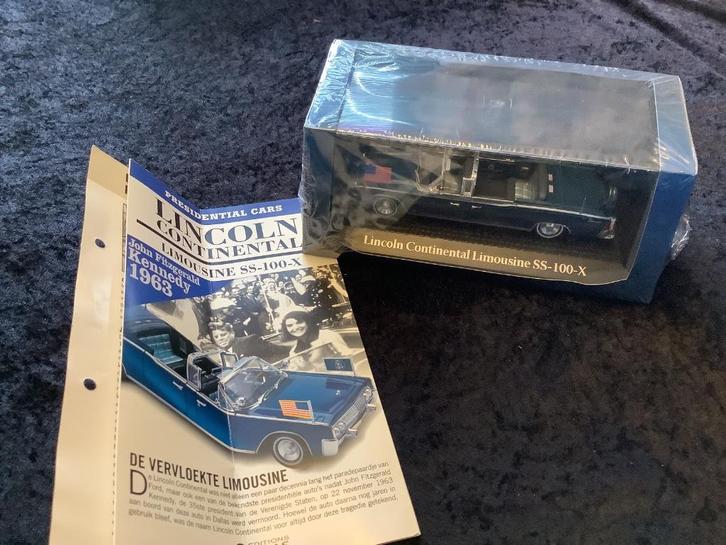 PRESIDENTIAL CARS
LINCOLN
CONTINENTAL
LIMOUSINE SS-100-X
John Fitzgerald
Kennedy
1963
DE VERVLOEKTE LIMOUSINE
De Lincoln Continental was niet alleen een paar decennia lang het paradepaardje van
Ford, maar ook een van de bekendste presidentiële auto's nadat John Fitzgerald
Kennedy, de 35ste president van de Verenigde Staten, op 22 november 1963
aan boord van deze auto in Dallas werd vermoord. Hoewel de auto daarna nog jaren in
gebruik bleef, was de naam Lincoln Continental voor altijd door deze tragedie getekend.
EDITIONS
Lincoln Continental Limousine SS-100-X